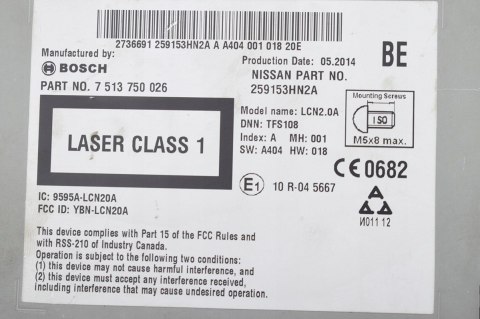 2736691 259153HN2A A A404 001 018 20E
Manufactured by:
BOSCH
PART NO. 7 513 750 026
Production Date: 05.2014
BE
NISSAN PART NO.
259153HN2A
LASER CLASS 1
Model name: LCN2.0A
DNN: TFS108
Index: A MH: 001
SW: A404 HW: 018
Mounting Screws
ISO
M5x8 max.
CE0682
E1 10 R-04 5667
И011 12
IC: 9595A-LCN20A
FCC ID: YBN-LCN20A
This device complies with Part 15 of the FCC Rules and
with RSS-210 of Industry Canada.
Operation is subject to the following two conditions:
(1) this device may not cause harmful interference, and
(2) this device must accept any interference received,
including interference that may cause undesired operation.